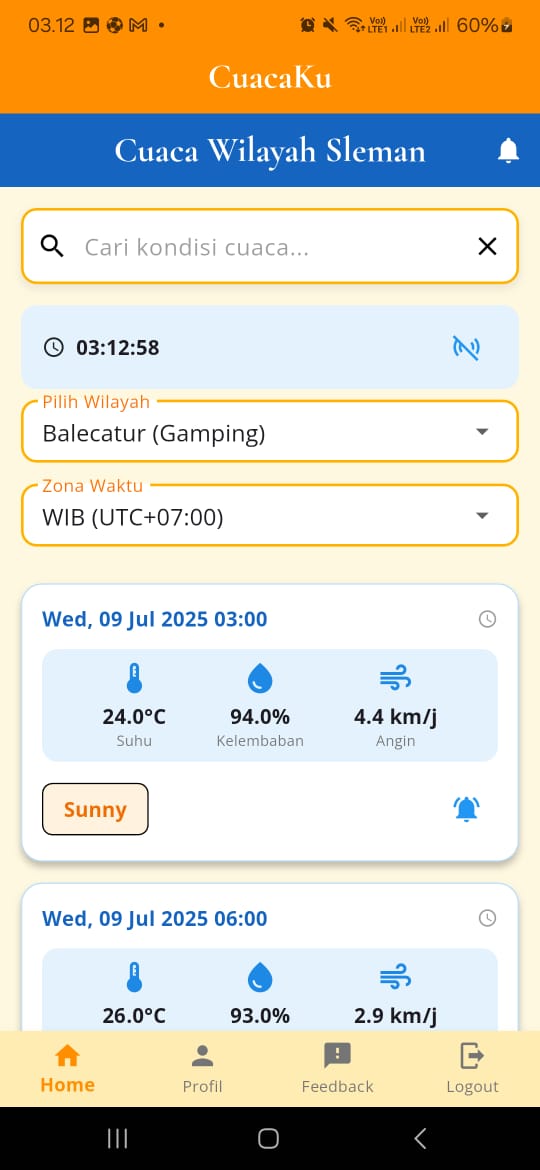 03.12
60%
Vo)) LTE1
Vo)) LTE2
CuacaKu
Cuaca Wilayah Sleman
Cari kondisi cuaca...
03:12:58
Pilih Wilayah
Balecatur (Gamping)
Zona Waktu
WIB (UTC+07:00)
Wed, 09 Jul 2025 03:00
24.0°C 94.0% 4.4 km/j
Suhu Kelembaban Angin
Sunny
Wed, 09 Jul 2025 06:00
26.0°C 93.0% 2.9 km/j
Home Profil Feedback Logout